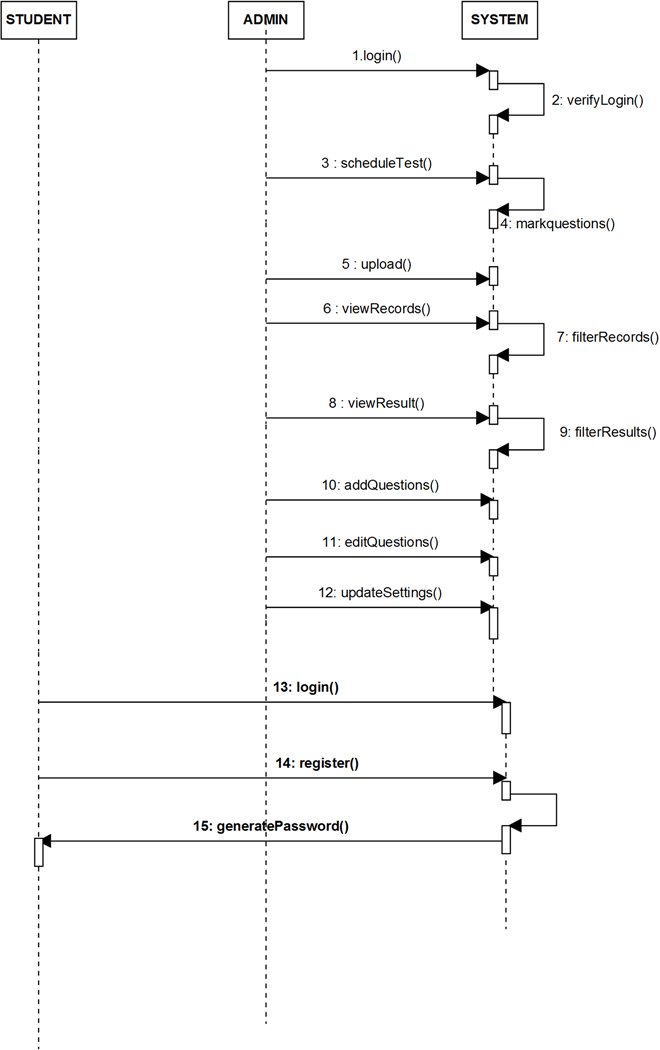 STUDENT
ADMIN
SYSTEM
1.login()
2: verifyLogin()
3 : scheduleTest()
4: markquestions()
5 : upload()
6 : viewRecords()
7: filterRecords()
8 : viewResult()
9: filterResults()
10: addQuestions()
11: editQuestions()
12: updateSettings()
13: login()
14: register()
15: generatePassword()